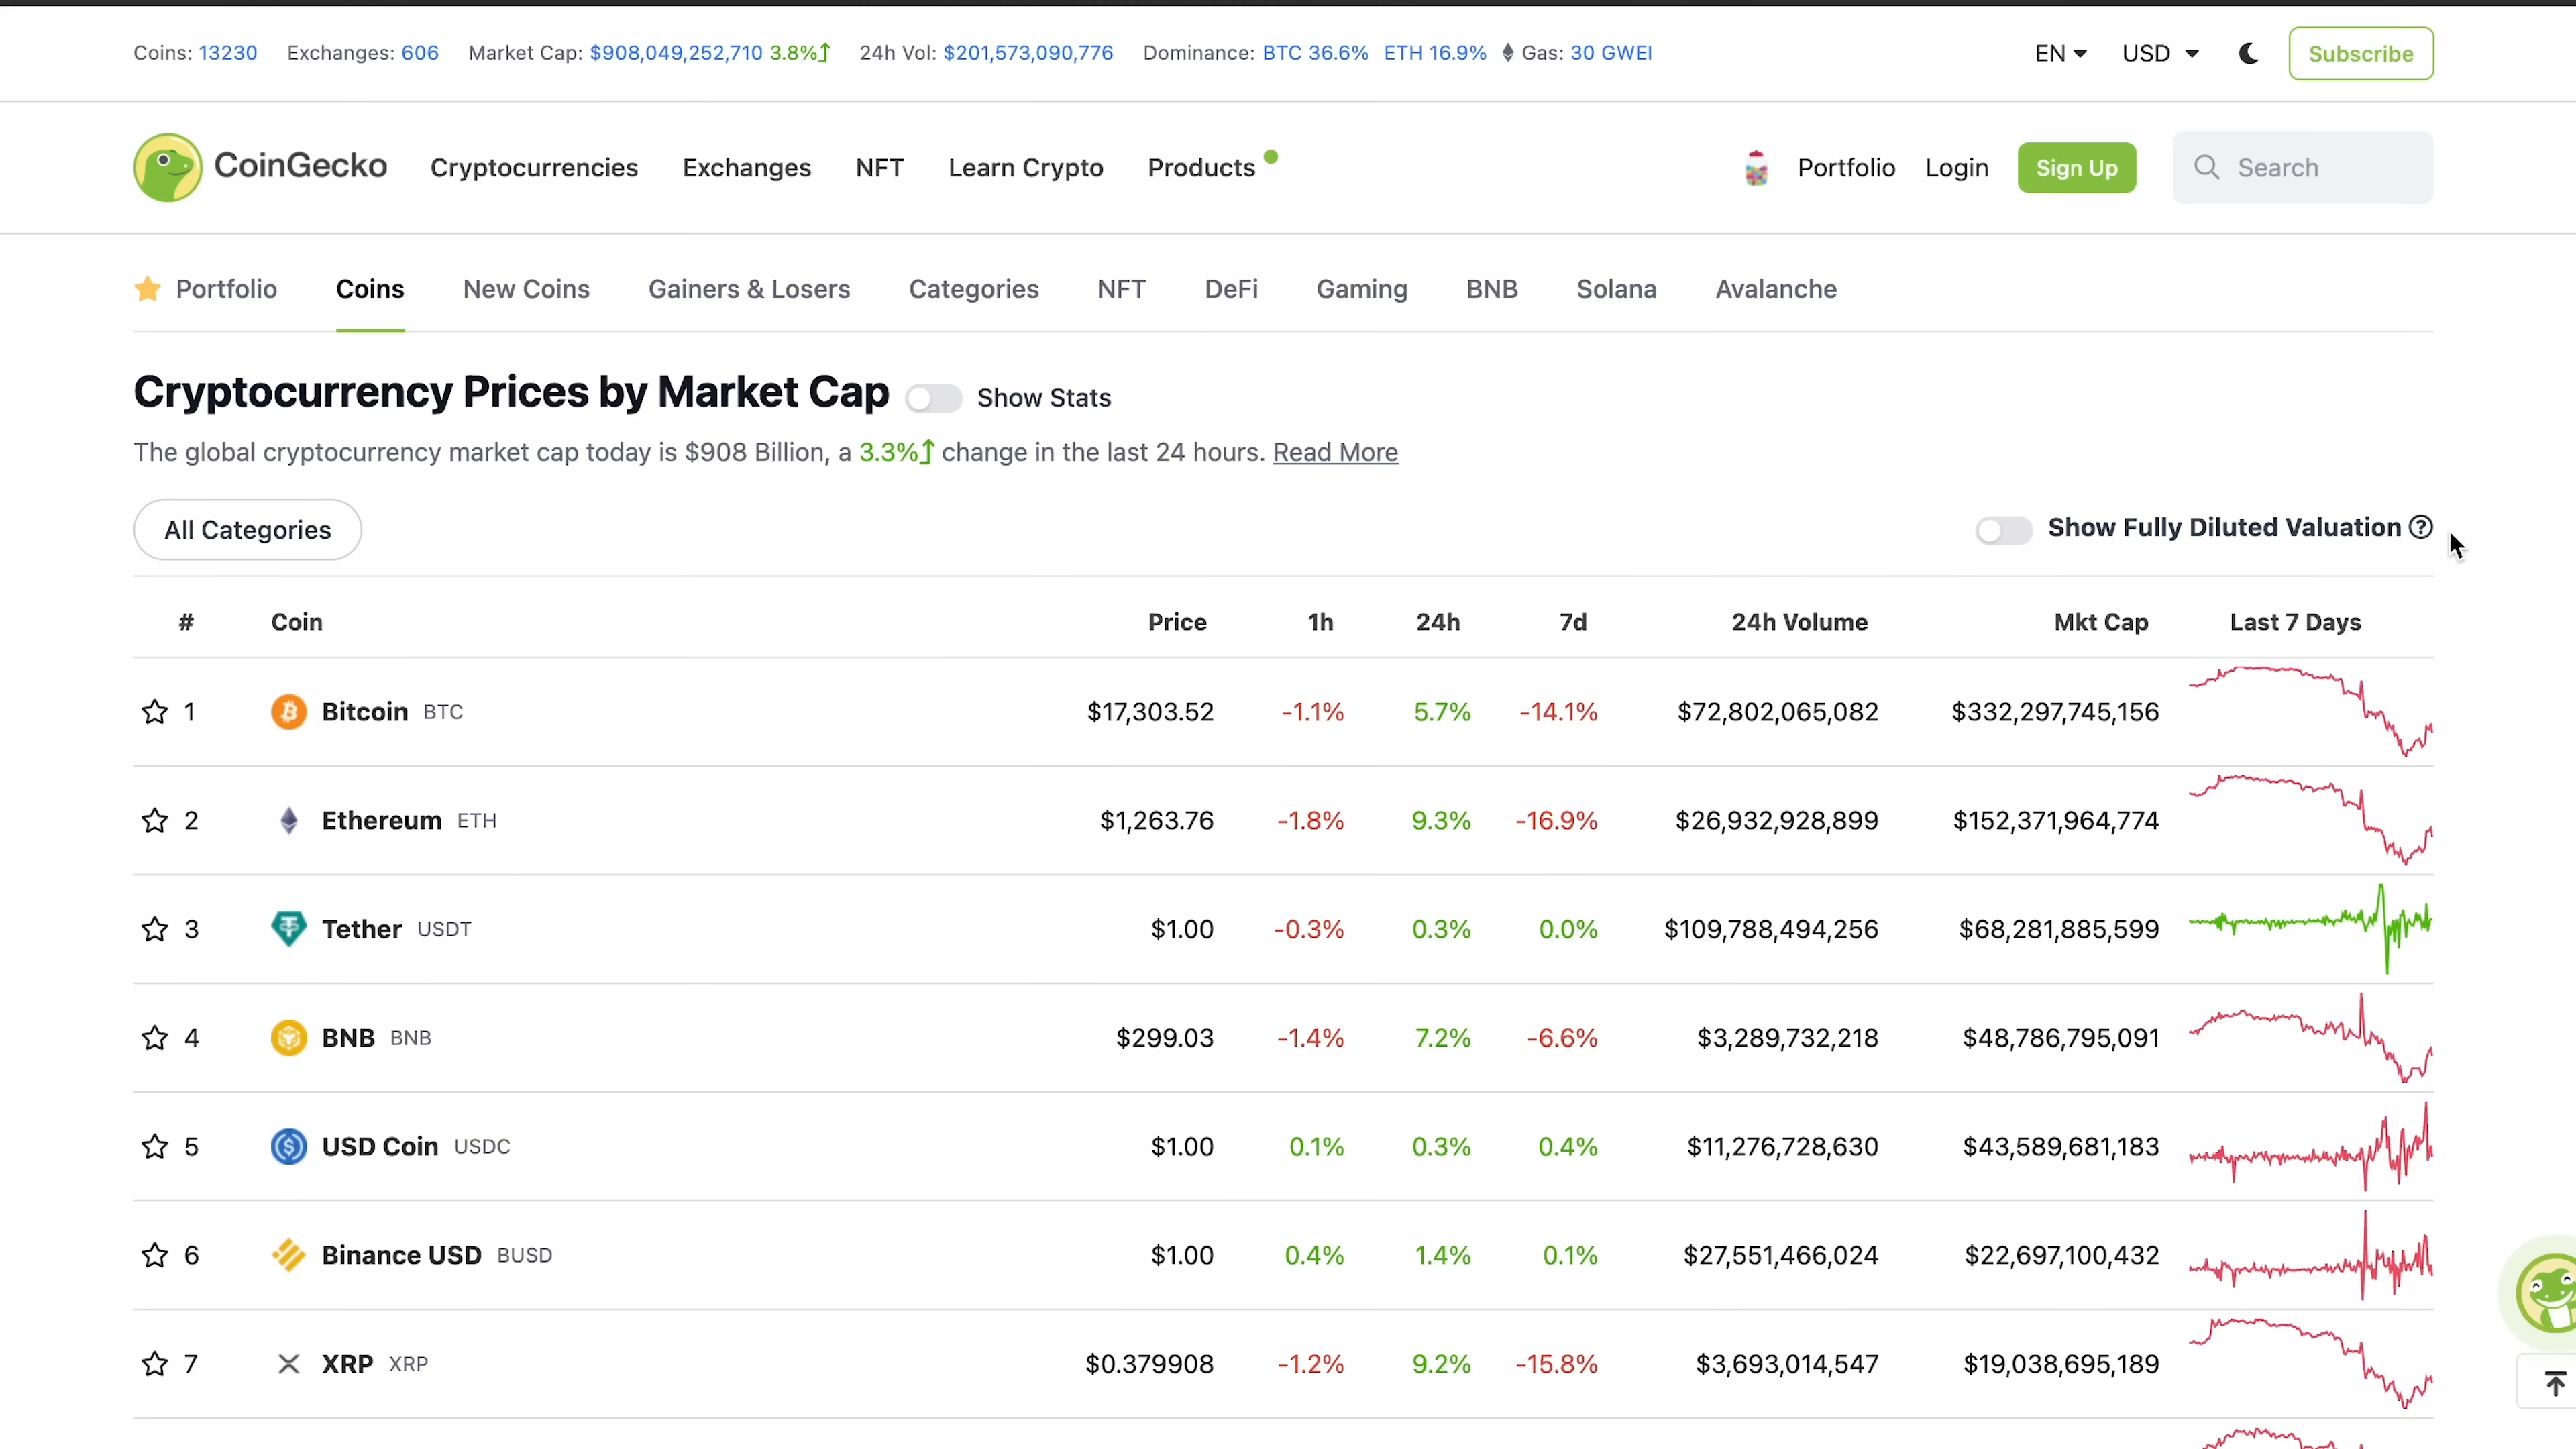 Coins: 13230 Exchanges: 606 Market Cap: $908,049,252,710 3.8% 24h Vol: $201,573,090,776 Dominance: BTC 36.6% ETH 16.9% Gas: 30 GWEI EN USD Subscribe
CoinGecko Cryptocurrencies Exchanges NFT Learn Crypto Products Portfolio Login Sign Up Search
Portfolio Coins New Coins Gainers & Losers Categories NFT DeFi Gaming BNB Solana Avalanche
Cryptocurrency Prices by Market Cap Show Stats
The global cryptocurrency market cap today is $908 Billion, a 3.3% change in the last 24 hours. Read More
All Categories Show Fully Diluted Valuation ?
# Coin Price 1h 24h 7d 24h Volume Mkt Cap Last 7 Days
1 Bitcoin BTC $17,303.52 -1.1% 5.7% -14.1% $72,802,065,082 $332,297,745,156
2 Ethereum ETH $1,263.76 -1.8% 9.3% -16.9% $26,932,928,899 $152,371,964,774
3 Tether USDT $1.00 -0.3% 0.3% 0.0% $109,788,494,256 $68,281,885,599
4 BNB BNB $299.03 -1.4% 7.2% -6.6% $3,289,732,218 $48,786,795,091
5 USD Coin USDC $1.00 0.1% 0.3% 0.4% $11,276,728,630 $43,589,681,183
6 Binance USD BUSD $1.00 0.4% 1.4% 0.1% $27,551,466,024 $22,697,100,432
7 XRP XRP $0.379908 -1.2% 9.2% -15.8% $3,693,014,547 $19,038,695,189